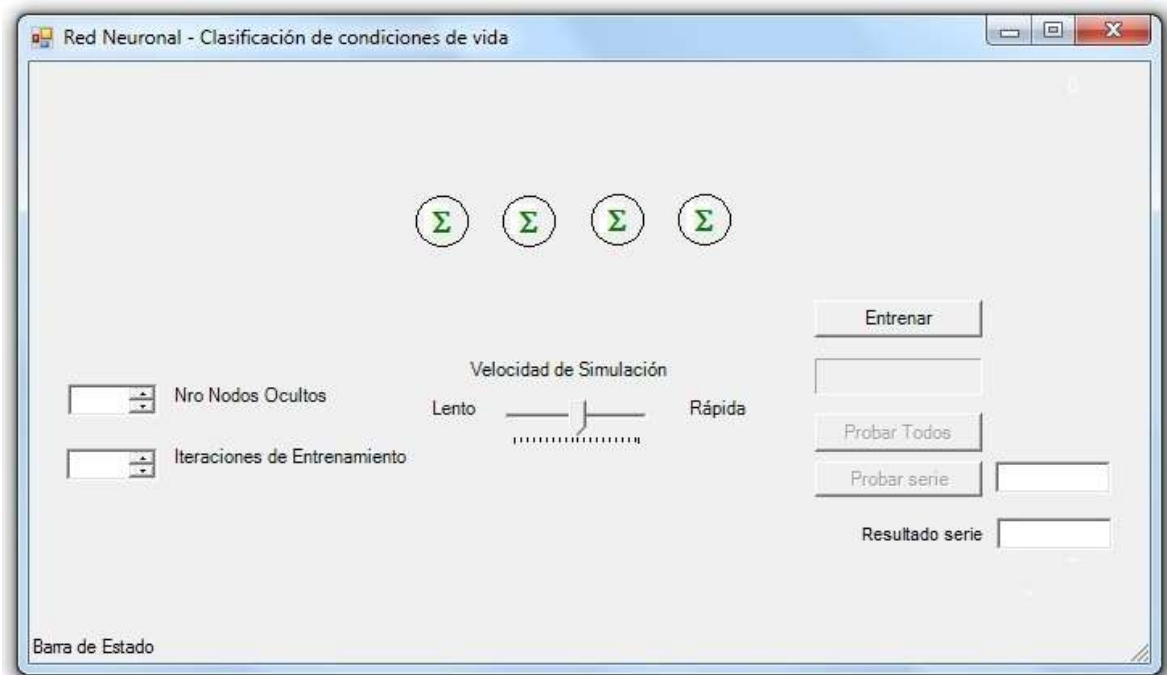 Red Neuronal - Clasificación de condiciones de vida
Σ Σ Σ Σ
Entrenar
Velocidad de Simulación
Nro Nodos Ocultos
Lento
Rápida
Probar Todos
Iteraciones de Entrenamiento
Probar serie
Resultado serie
Barra de Estado